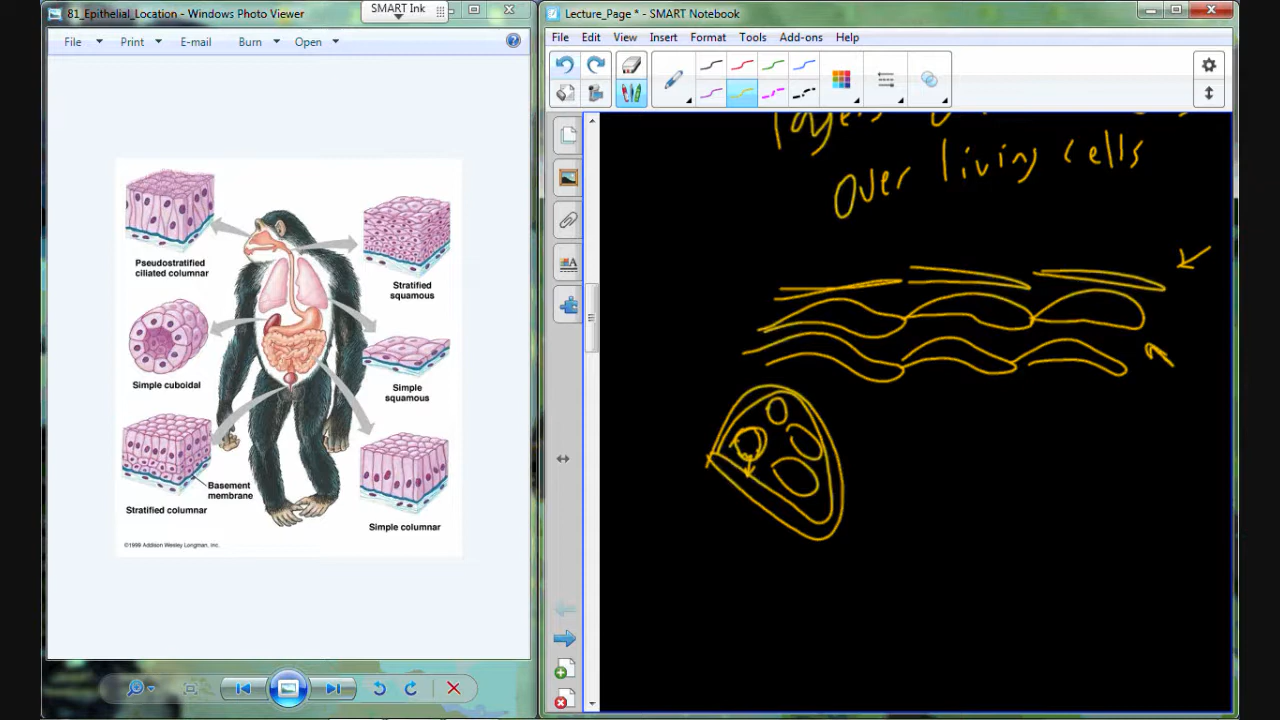 81_Epithelial_Location - Windows Photo Viewer
SMART Ink
File Print E-mail Burn Open
Pseudostratified
ciliated columnar
Stratified
squamous
Simple cuboidal
Simple
squamous
Basement
membrane
Stratified columnar
Simple columnar
©1999 Addison Wesley Longman, Inc.
Lecture_Page * - SMART Notebook
File Edit View Insert Format Tools Add-ons Help
layers
over living cells